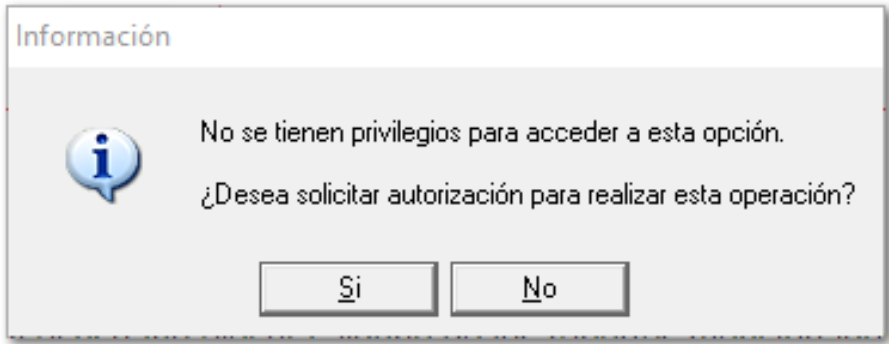 Información
No se tienen privilegios para acceder a esta opción.
¿Desea solicitar autorización para realizar esta operación?
Si
No